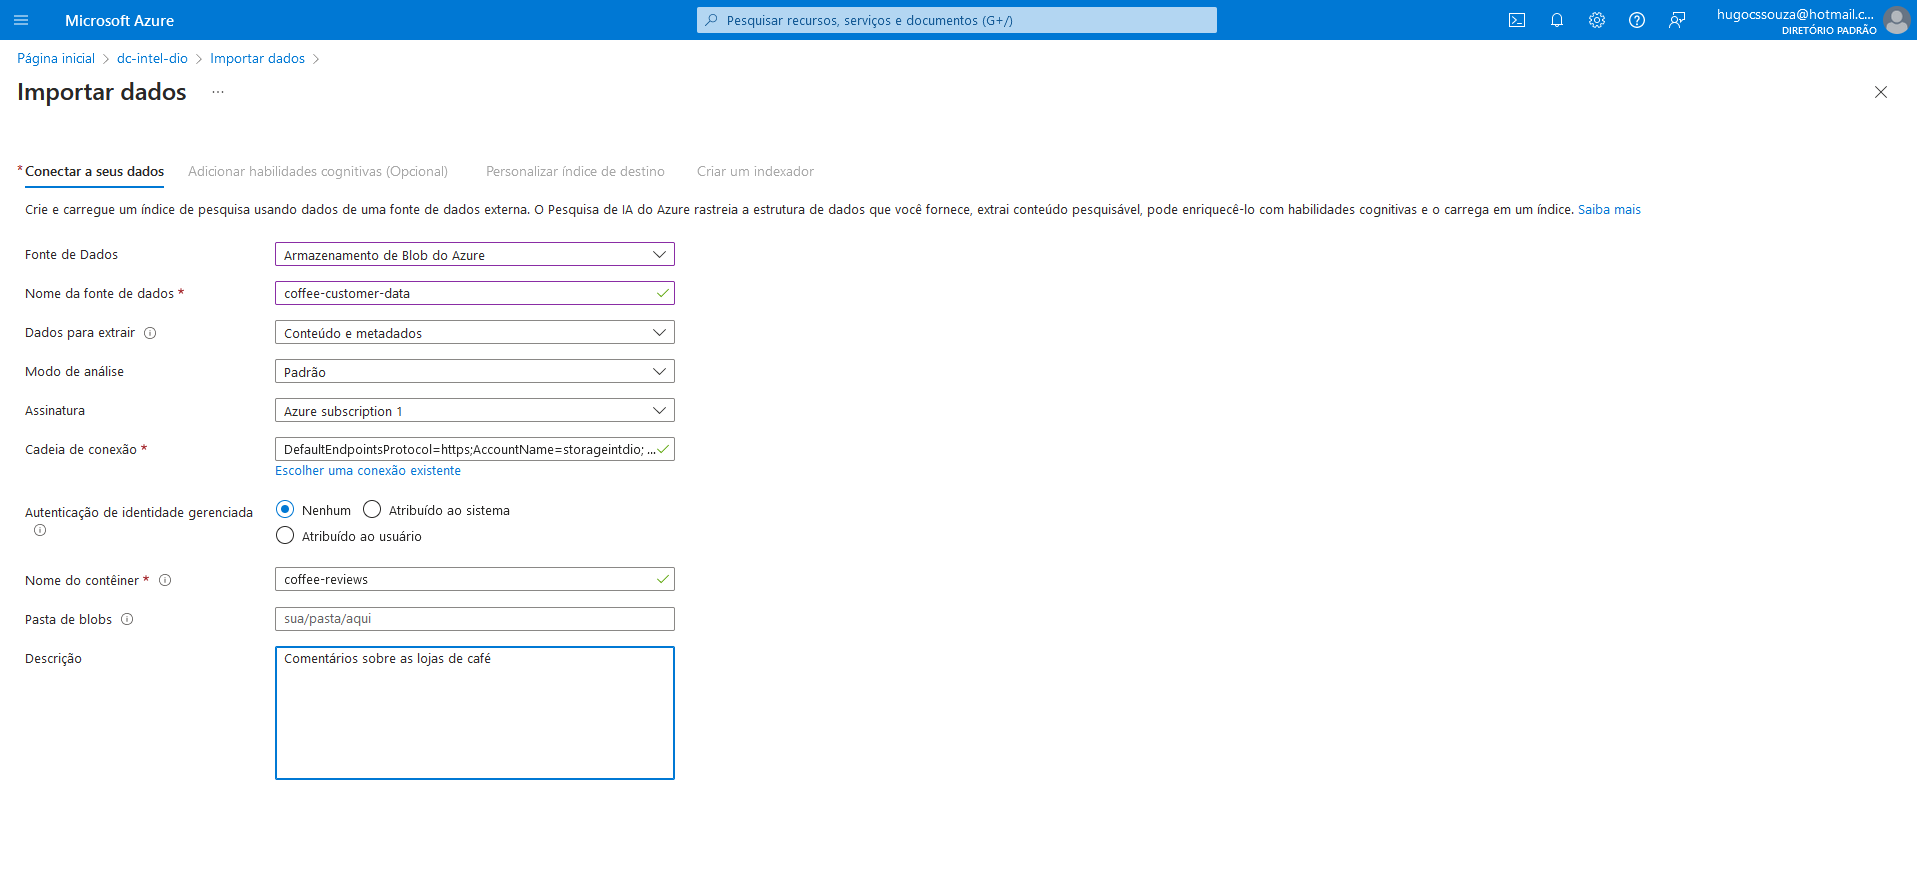 Microsoft Azure
Pesquisar recursos, serviços e documentos (G+/)
hugocssouza@hotmail.c...
DIRETÓRIO PADRÃO
Página inicial > dc-intel-dio > Importar dados >
Importar dados ...
* Conectar a seus dados Adicionar habilidades cognitivas (Opcional) Personalizar índice de destino Criar um indexador
Crie e carregue um índice de pesquisa usando dados de uma fonte de dados externa. O Pesquisa de IA do Azure rastreia a estrutura de dados que você fornece, extrai conteúdo pesquisável, pode enriquecê-lo com habilidades cognitivas e o carrega em um índice. Saiba mais
Fonte de Dados Armazenamento de Blob do Azure
Nome da fonte de dados * coffee-customer-data
Dados para extrair Conteúdo e metadados
Modo de análise Padrão
Assinatura Azure subscription 1
Cadeia de conexão * DefaultEndpointsProtocol=https;AccountName=storageintdio; ...
Escolher uma conexão existente
Autenticação de identidade gerenciada Nenhum Atribuído ao sistema
Atribuído ao usuário
Nome do contêiner * coffee-reviews
Pasta de blobs sua/pasta/aqui
Descrição Comentários sobre as lojas de café